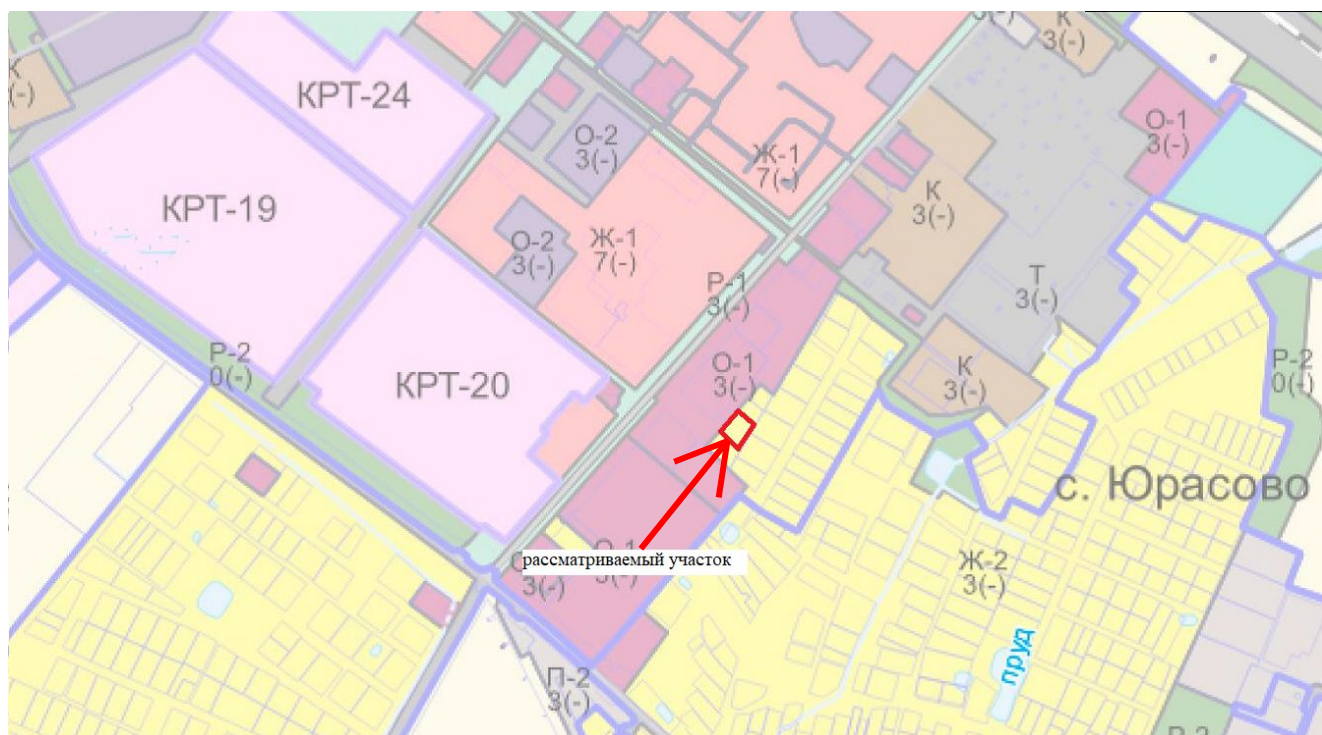 К
3(-)
К
(-)
КРТ-24
О-1
3(-)
О-2
3(-)
Ж-1
7(-)
К
3(-)
КРТ-19
О-2
3(-)
Ж-1
7(-)
Р-1
3(-)
Т
3(-)
Р-2
0(-)
КРТ-20
О-1
3(-)
К
3(-)
Р-2
0(-)
с. Юрасово
рассматриваемый участок
3(-)
3(-)
Ж-2
3(-)
пруд
П-2
3(-)